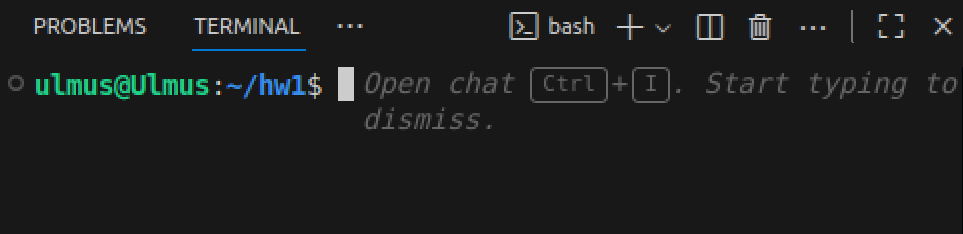 PROBLEMS TERMINAL ··· bash ···
ulmus@Ulmus:~/hw1$ Open chat Ctrl+I. Start typing to
dismiss.